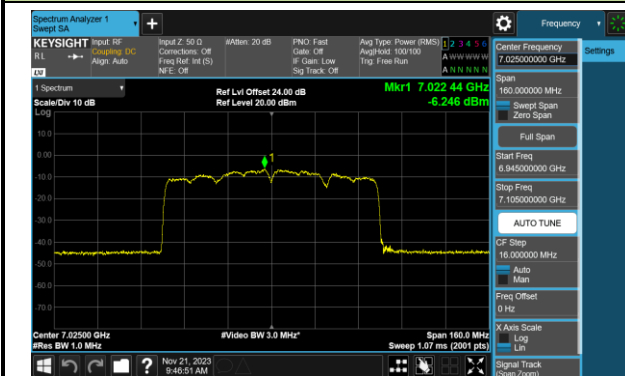 Spectrum Analyzer 1
Swept SA
+
Frequency
KEYSIGHT
RL
LXI
Input: RF
Coupling: DC
Align: Auto
Input Z: 50 Ω
Corrections: Off
Freq Ref: Int (S)
NFE: Off
#Atten: 20 dB
PNO: Fast
Gate: Off
IF Gain: Low
Sig Track: Off
Avg Type: Power (RMS)
Avg|Hold: 100/100
Trig: Free Run
1 2 3 4 5 6
A W W W W W
A N N N N N
1 Spectrum
Scale/Div 10 dB
Log
Ref Lvl Offset 24.00 dB
Ref Level 20.00 dBm
Mkr1 7.022 44 GHz
-6.246 dBm
10.0
0.00
-10.0
-20.0
-30.0
-40.0
-50.0
-60.0
-70.0
1
Center 7.02500 GHz
#Res BW 1.0 MHz
#Video BW 3.0 MHz*
Span 160.0 MHz
Sweep 1.07 ms (2001 pts)
Nov 21, 2023
9:46:51 AM
?
Center Frequency
7.025000000 GHz
Settings
Span
160.000000 MHz
Swept Span
Zero Span
Full Span
Start Freq
6.945000000 GHz
Stop Freq
7.105000000 GHz
AUTO TUNE
CF Step
16.000000 MHz
Auto
Man
Freq Offset
0 Hz
X Axis Scale
Log
Lin
Signal Track
(Span Zoom)